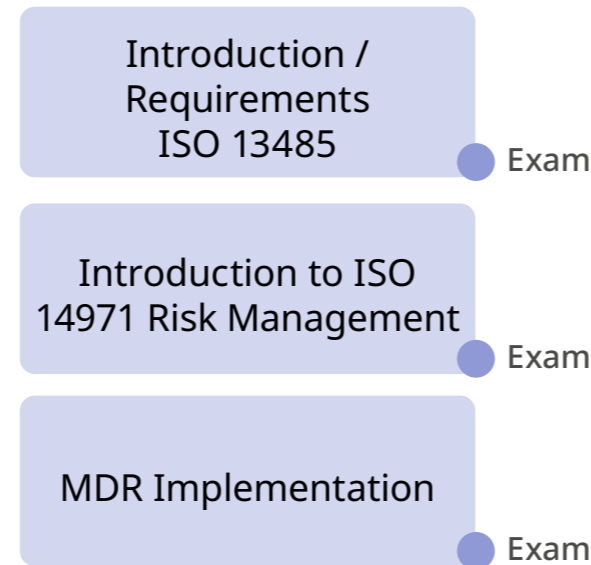 Introduction /
Requirements
ISO 13485
Exam
Introduction to ISO
14971 Risk Management
Exam
MDR Implementation
Exam